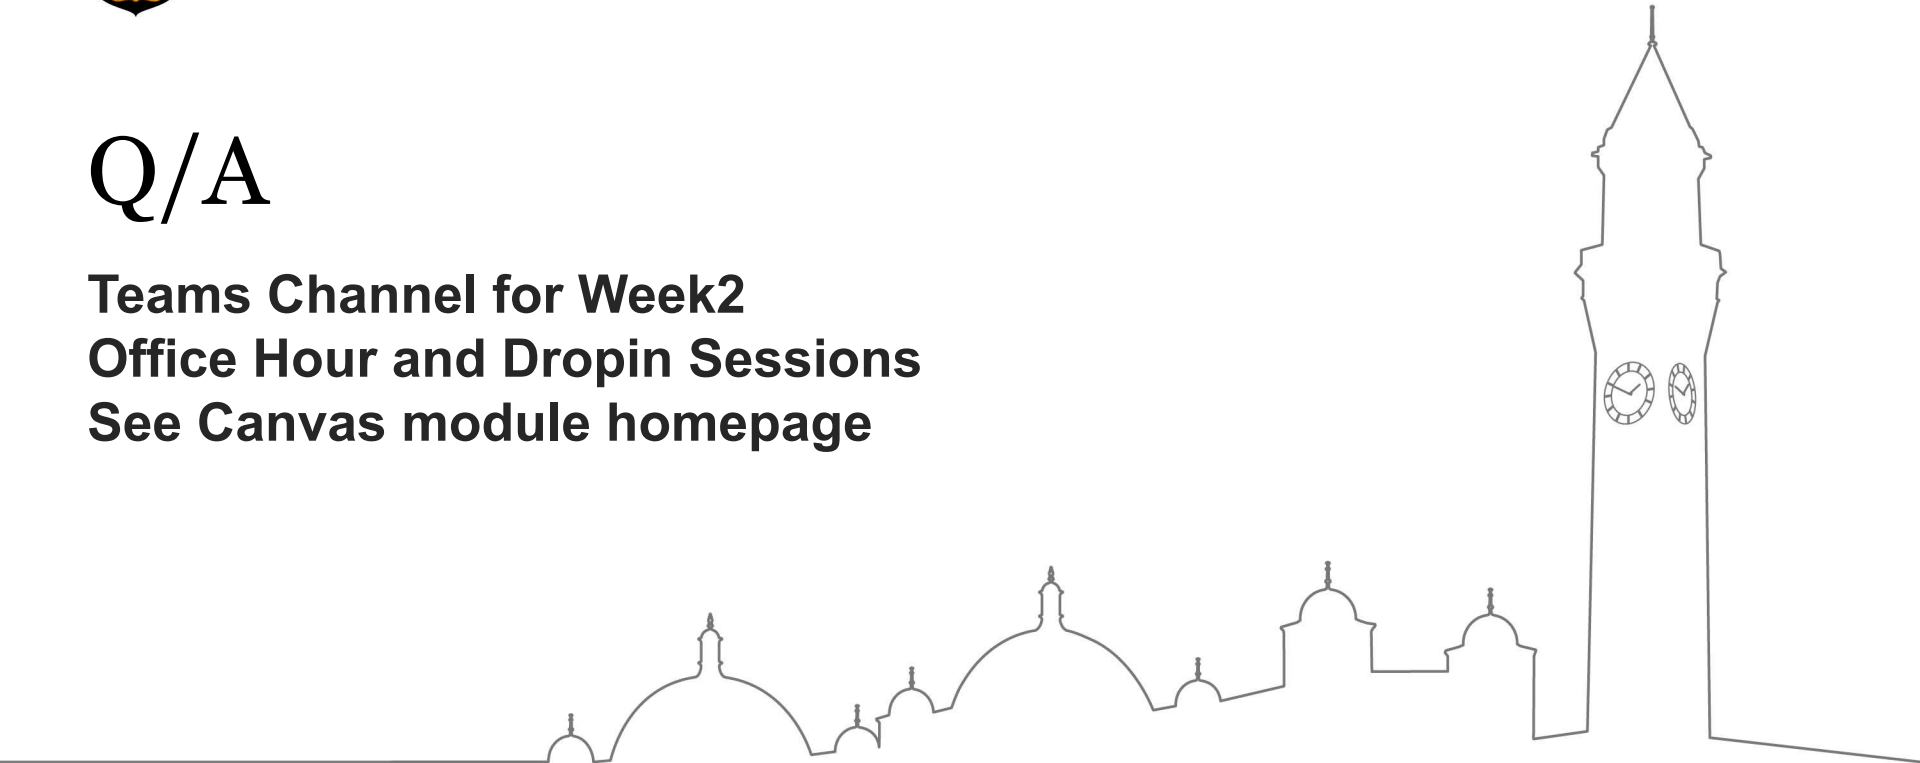 Q/A
Teams Channel for Week2
Office Hour and Dropin Sessions
See Canvas module homepage